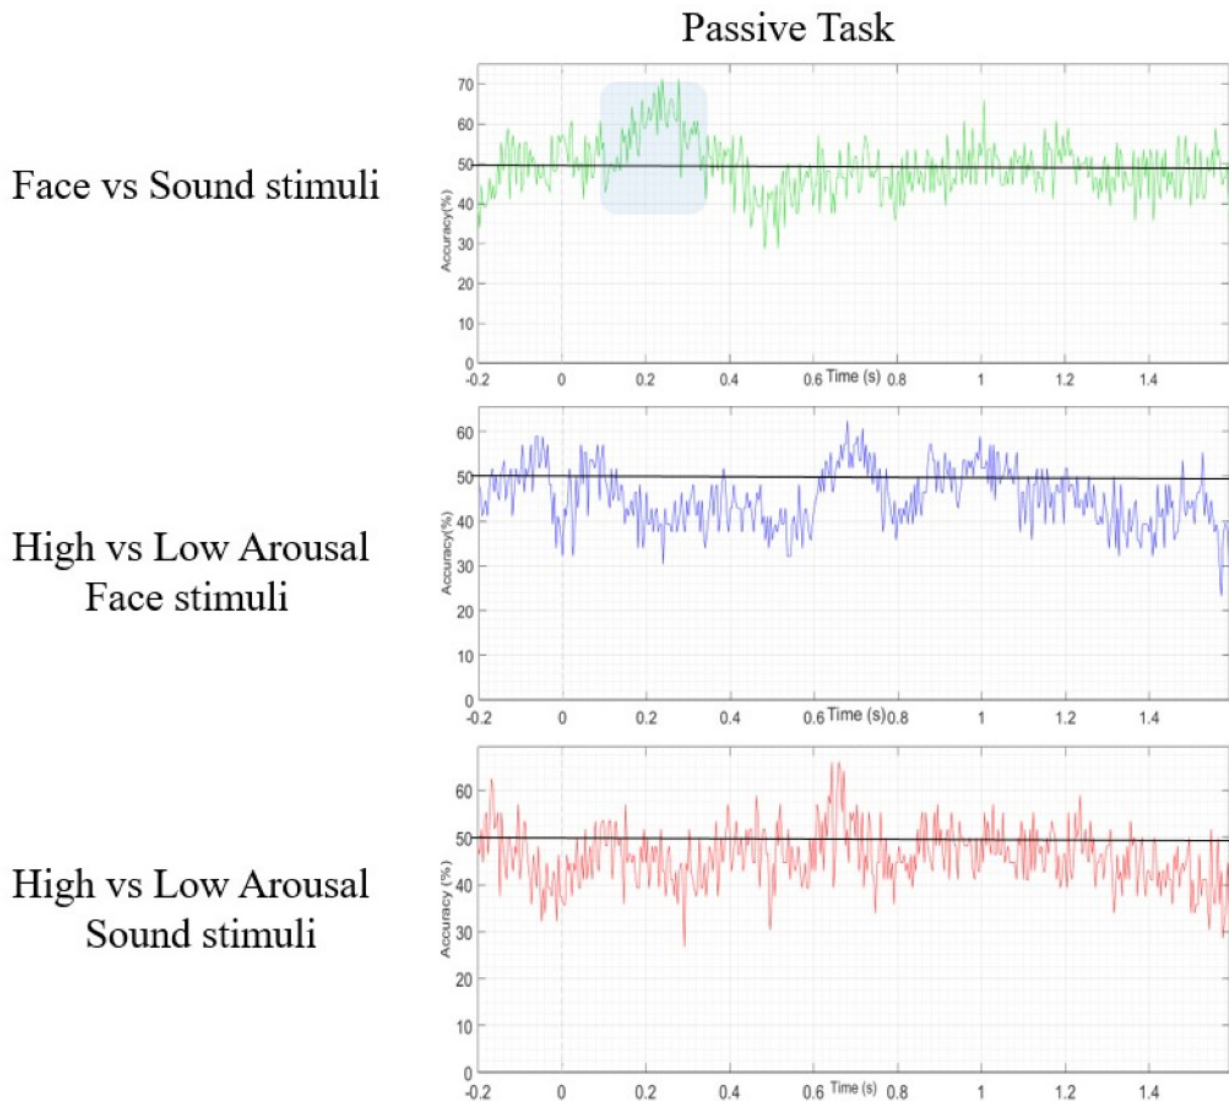 Passive Task
Face vs Sound stimuli
Accuracy(%)
70
60
50
40
30
20
10
0
-0.2 0 0.2 0.4 0.6 Time (s) 0.8 1 1.2 1.4
High vs Low Arousal
Face stimuli
Accuracy(%)
60
50
40
30
20
10
0
-0.2 0 0.2 0.4 0.6 Time (s) 0.8 1 1.2 1.4
High vs Low Arousal
Sound stimuli
Accuracy (%)
60
50
40
30
20
10
0
-0.2 0 0.2 0.4 0.6 Time (s) 0.8 1 1.2 1.4